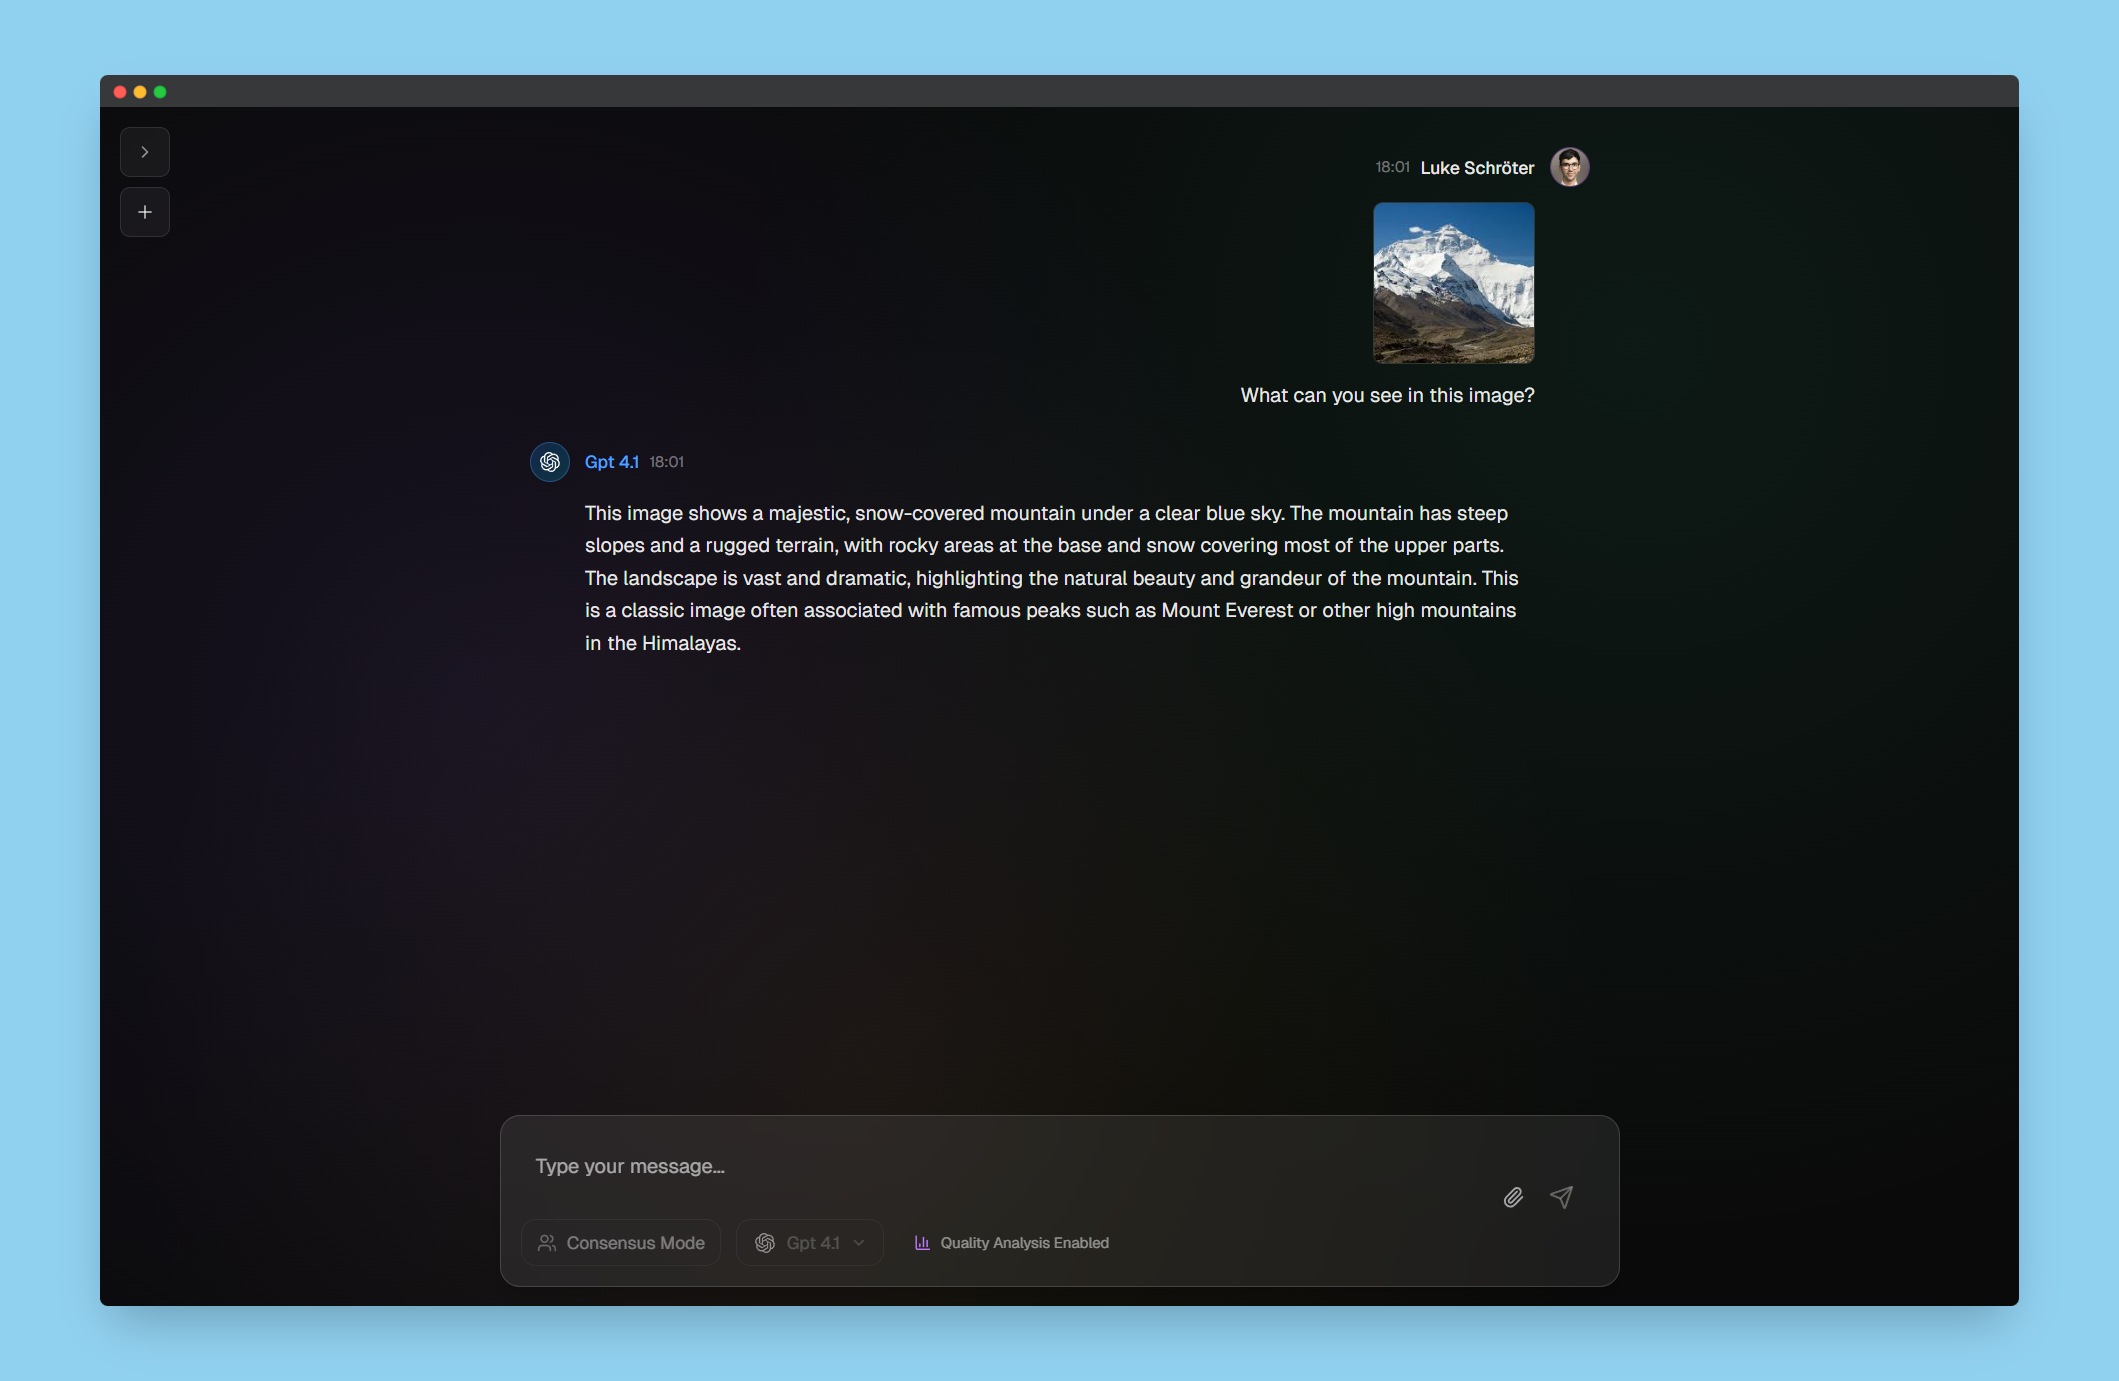 18:01 Luke Schröter
What can you see in this image?
Gpt 4.1 18:01
This image shows a majestic, snow-covered mountain under a clear blue sky. The mountain has steep
slopes and a rugged terrain, with rocky areas at the base and snow covering most of the upper parts.
The landscape is vast and dramatic, highlighting the natural beauty and grandeur of the mountain. This
is a classic image often associated with famous peaks such as Mount Everest or other high mountains
in the Himalayas.
Type your message...
Consensus Mode Gpt 4.1 Quality Analysis Enabled